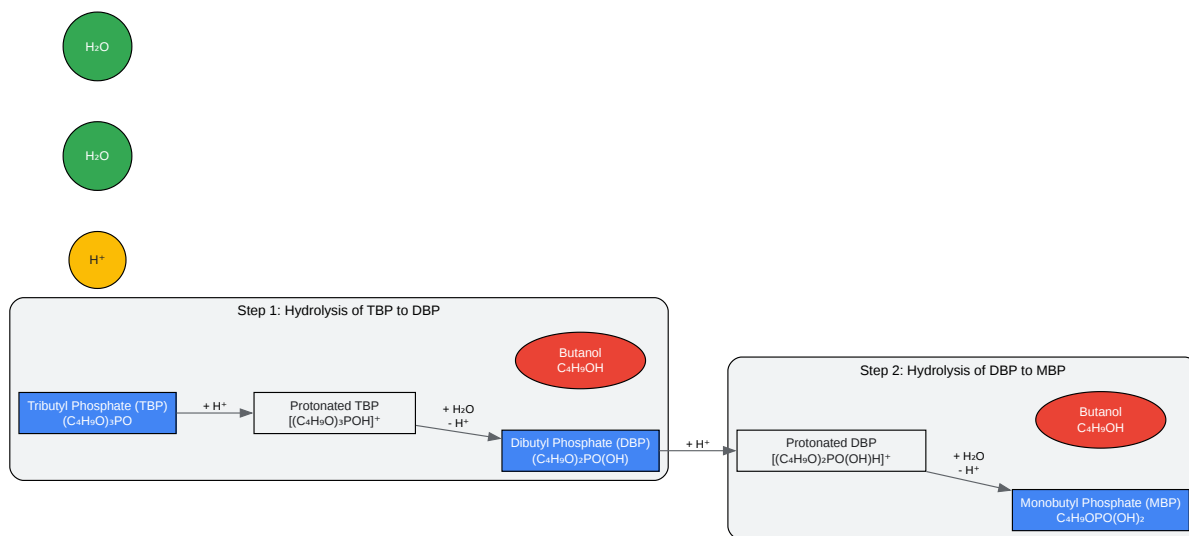 H₂O
H₂O
H⁺
Step 1: Hydrolysis of TBP to DBP
Butanol
C₄H₉OH
Tributyl Phosphate (TBP)
(C₄H₉O)₃PO
+ H⁺
Protonated TBP
[(C₄H₉O)₃POH]⁺
+ H₂O
- H⁺
Dibutyl Phosphate (DBP)
(C₄H₉O)₂PO(OH)
+ H⁺
Step 2: Hydrolysis of DBP to MBP
Butanol
C₄H₉OH
Protonated DBP
[(C₄H₉O)₂PO(OH)H]⁺
+ H₂O
- H⁺
Monobutyl Phosphate (MBP)
C₄H₉OPO(OH)₂